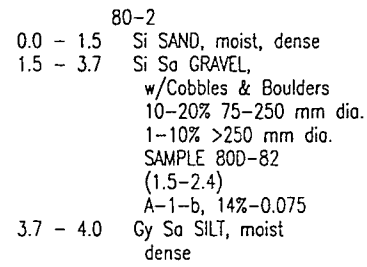 80-2
0.0 - 1.5 Si SAND, moist, dense
1.5 - 3.7 Si Sa GRAVEL,
w/Cobbles & Boulders
10-20% 75-250 mm dia.
1-10% >250 mm dia.
SAMPLE 80D-82
(1.5-2.4)
A-1-b, 14%-0.075
3.7 - 4.0 Gy Sa SILT, moist
dense